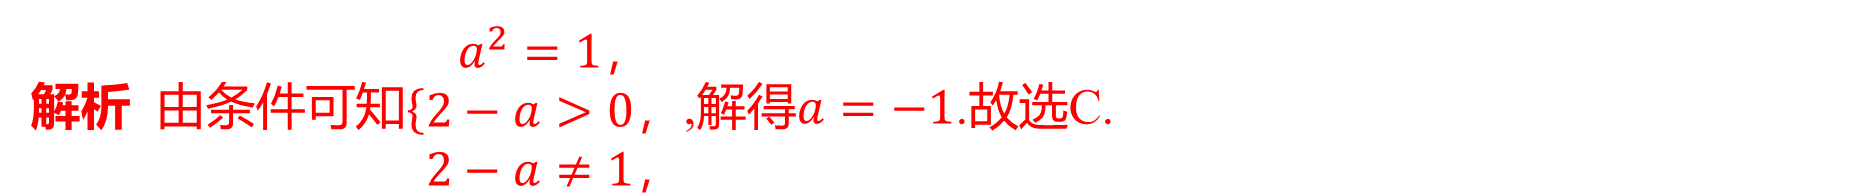 a² = 1,
解析 由条件可知{2 − a > 0, ,解得a = −1.故选C.
2 − a ≠ 1,